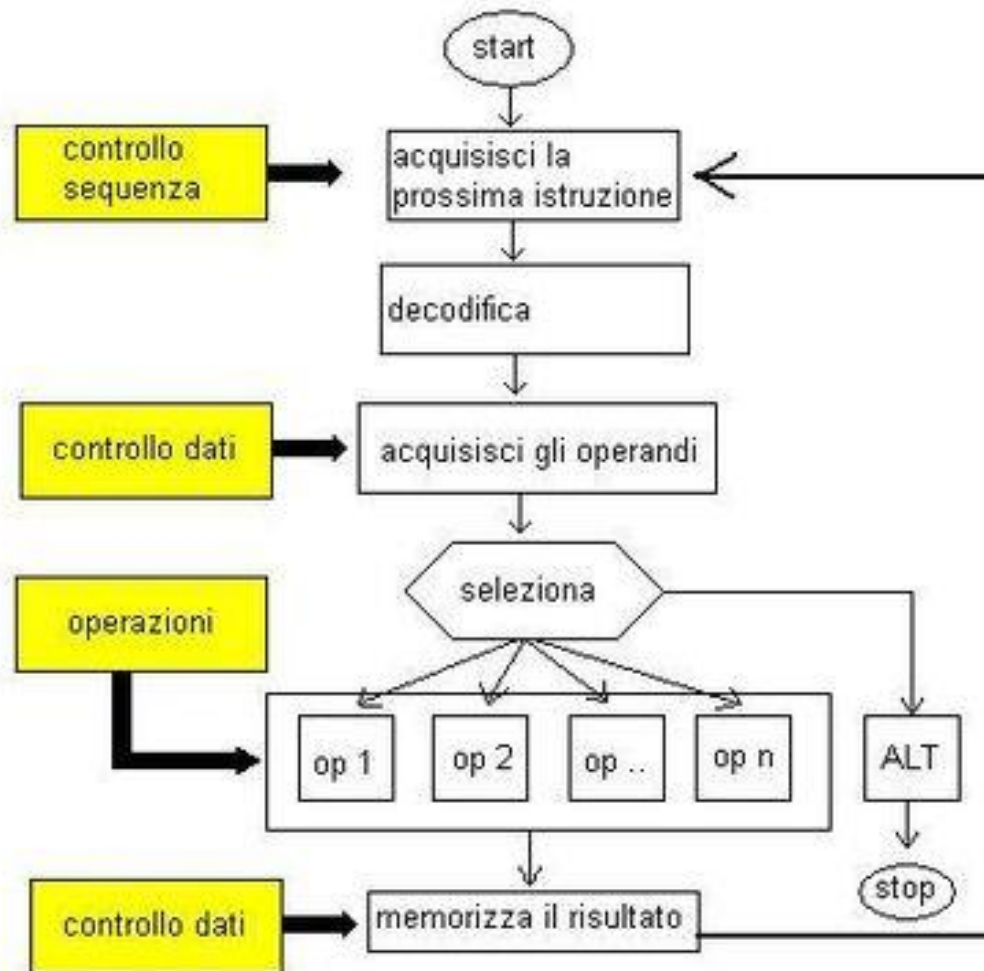 start
controllo
sequenza
acquisisci la
prossima istruzione
decodifica
controllo dati
acquisisci gli operandi
seleziona
operazioni
op 1
op 2
op ..
op n
ALT
stop
controllo dati
memorizza il risultato